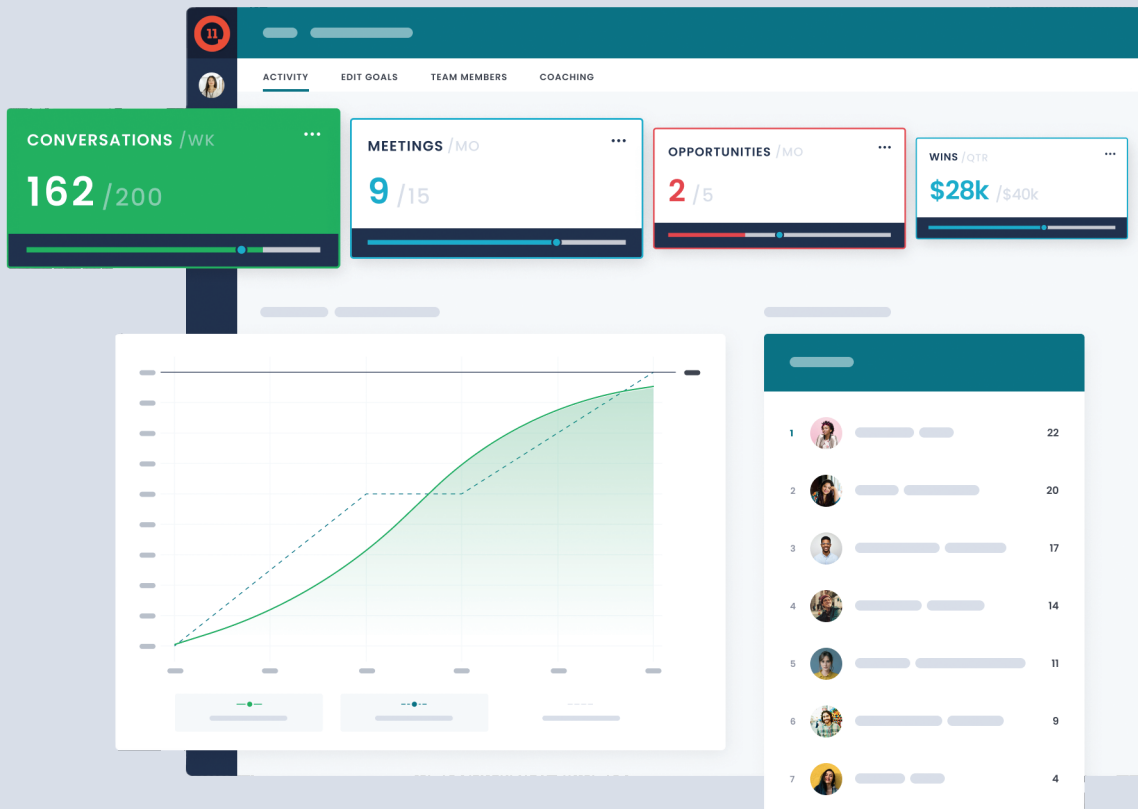 11
ACTIVITY EDIT GOALS TEAM MEMBERS COACHING
CONVERSATIONS /WK
162 /200
MEETINGS /MO
9 /15
OPPORTUNITIES /MO
2 /5
WINS /QTR
$28k /$40k
1 22
2 20
3 17
4 14
5 11
6 9
7 4